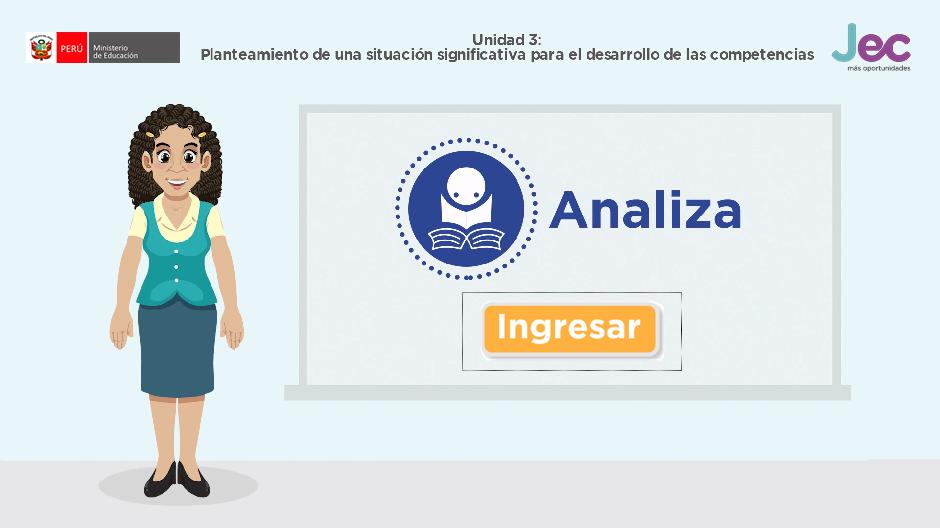 PERÚ
Ministerio
de Educación
Unidad 3:
Planteamiento de una situación significativa para el desarrollo de las competencias
Jec
más oportunidades
Analiza
Ingresar